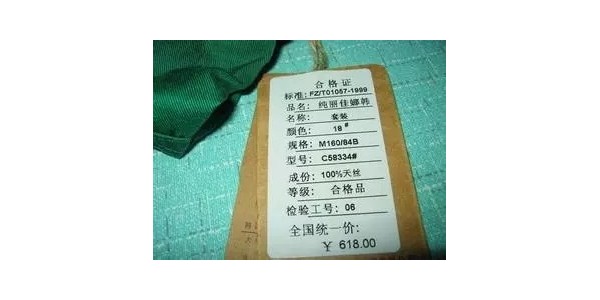 合格证
标准: FZ/T01057-1999
品名: 纯丽佳娜韩
名称: 套装
颜色: 18#
规格: M160/84B
型号: C58334#
成份: 100%天丝
等级: 合格品
检验工号: 06
全国统一价:
¥ 618.00